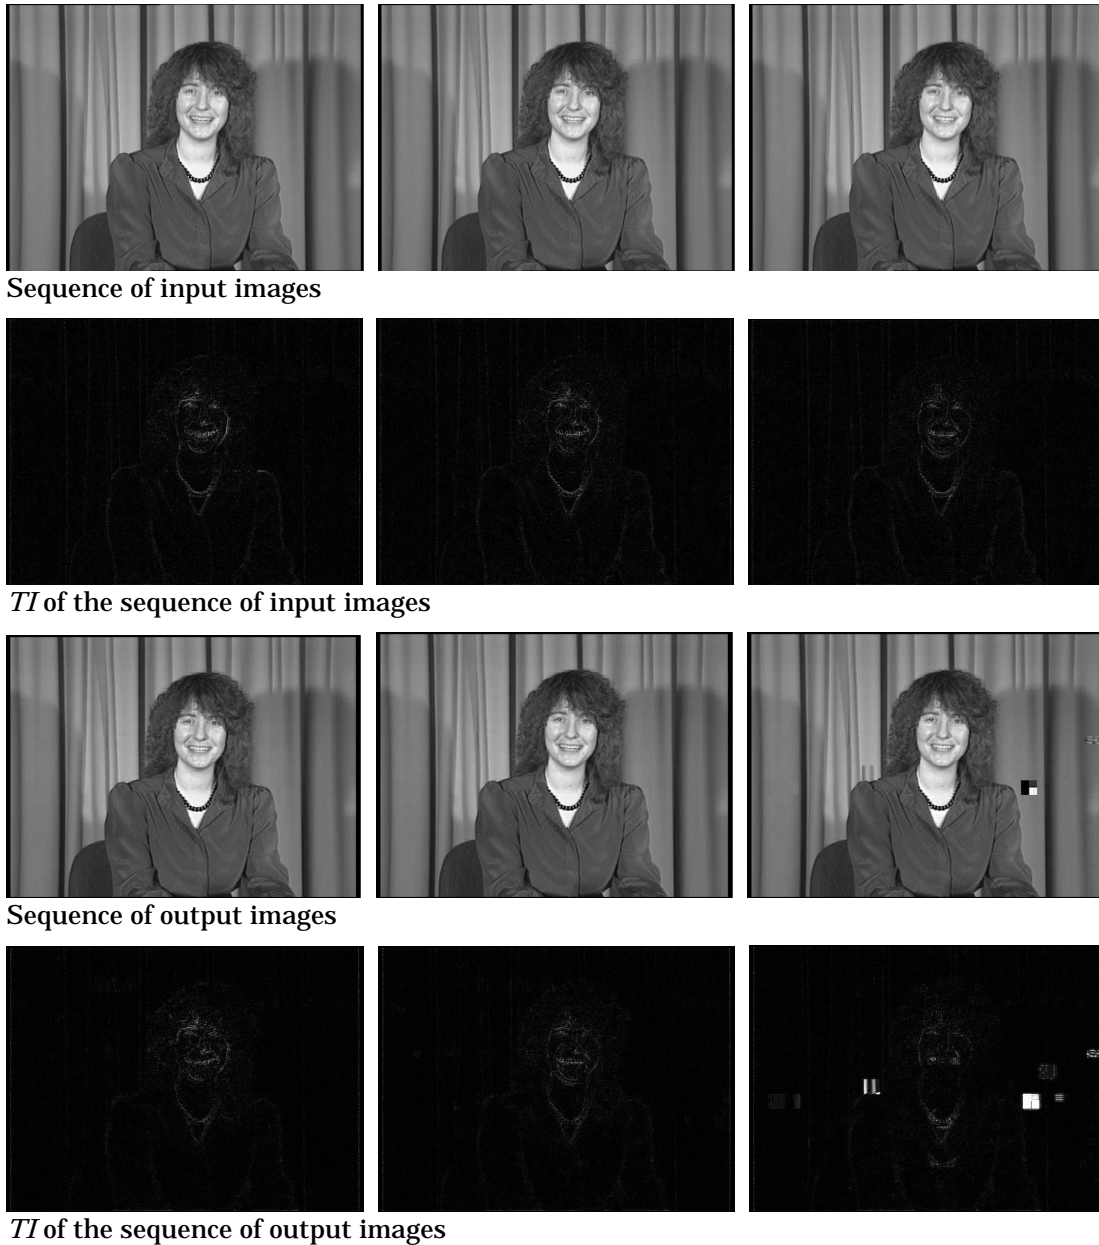 Sequence of input images
TI of the sequence of input images
Sequence of output images
TI of the sequence of output images